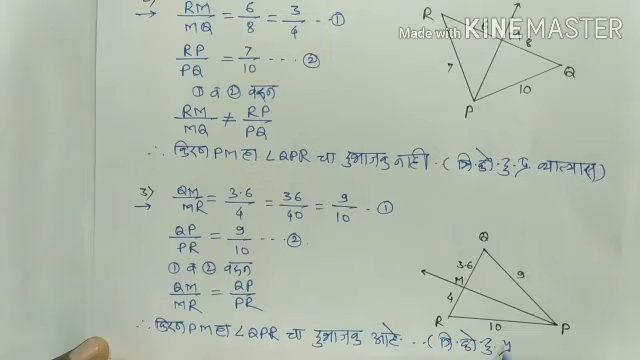 → RM/MQ = 6/8 = 3/4 ...①
RP/PQ = 7/10 .... ②
① व ② वरून
RM/MQ ≠ RP/PQ
∴ किरण PM हा ∠QPR चा दुभाजक नाही. (त्रि.को.दु.प्र व्यत्यास)
3)
→ QM/MR = 3.6/4 = 36/40 = 9/10 ..①
QP/PR = 9/10 ....②
① व ② वरून
QM/MR = QP/PR
∴ किरण PM हा ∠QPR चा दुभाजक आहे. ..(त्रि.को.दु.प्र
R
6
8
7
10
Q
P
Made with KINEMASTER
Q
3.6
9
M
4
R
10
P